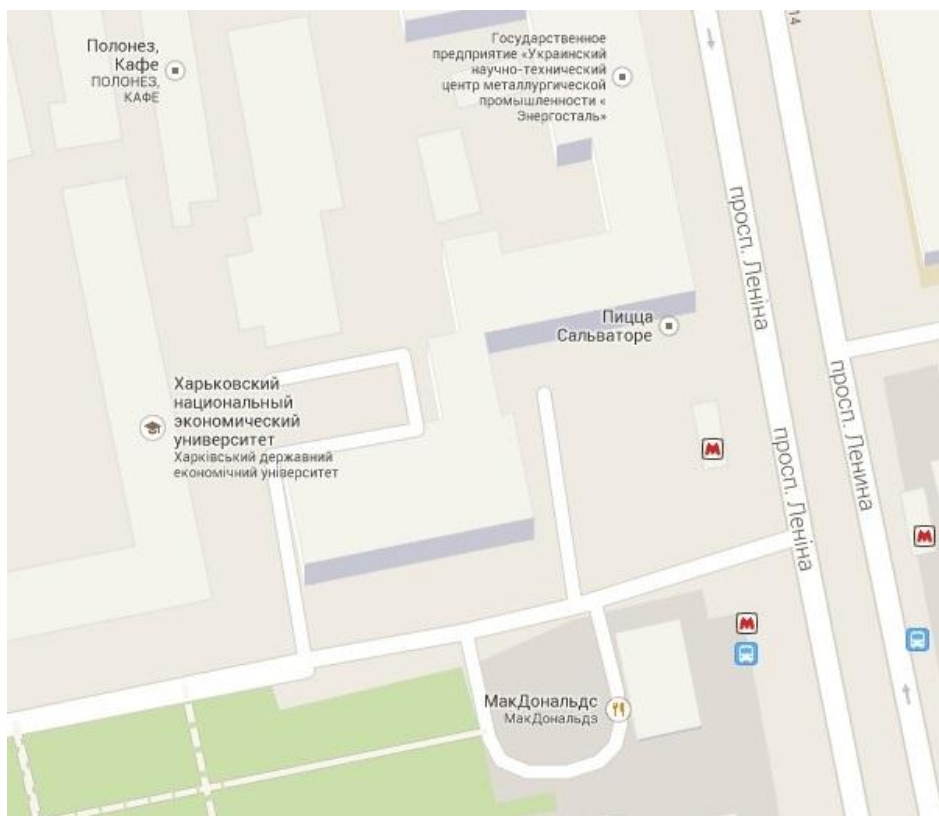 Полонез,
Кафе
ПОЛОНЕЗ,
КАФЕ
Государственное
предприятие «Украинский
научно-технический
центр металлургической
промышленности «
Энергосталь»
14
просп. Леніна
Пицца
Сальваторе
Харьковский
национальный
экономический
университет
Харківський державний
економічний університет
просп. Ленина
просп. Леніна
М
М
М
МакДональдс
МакДональдз